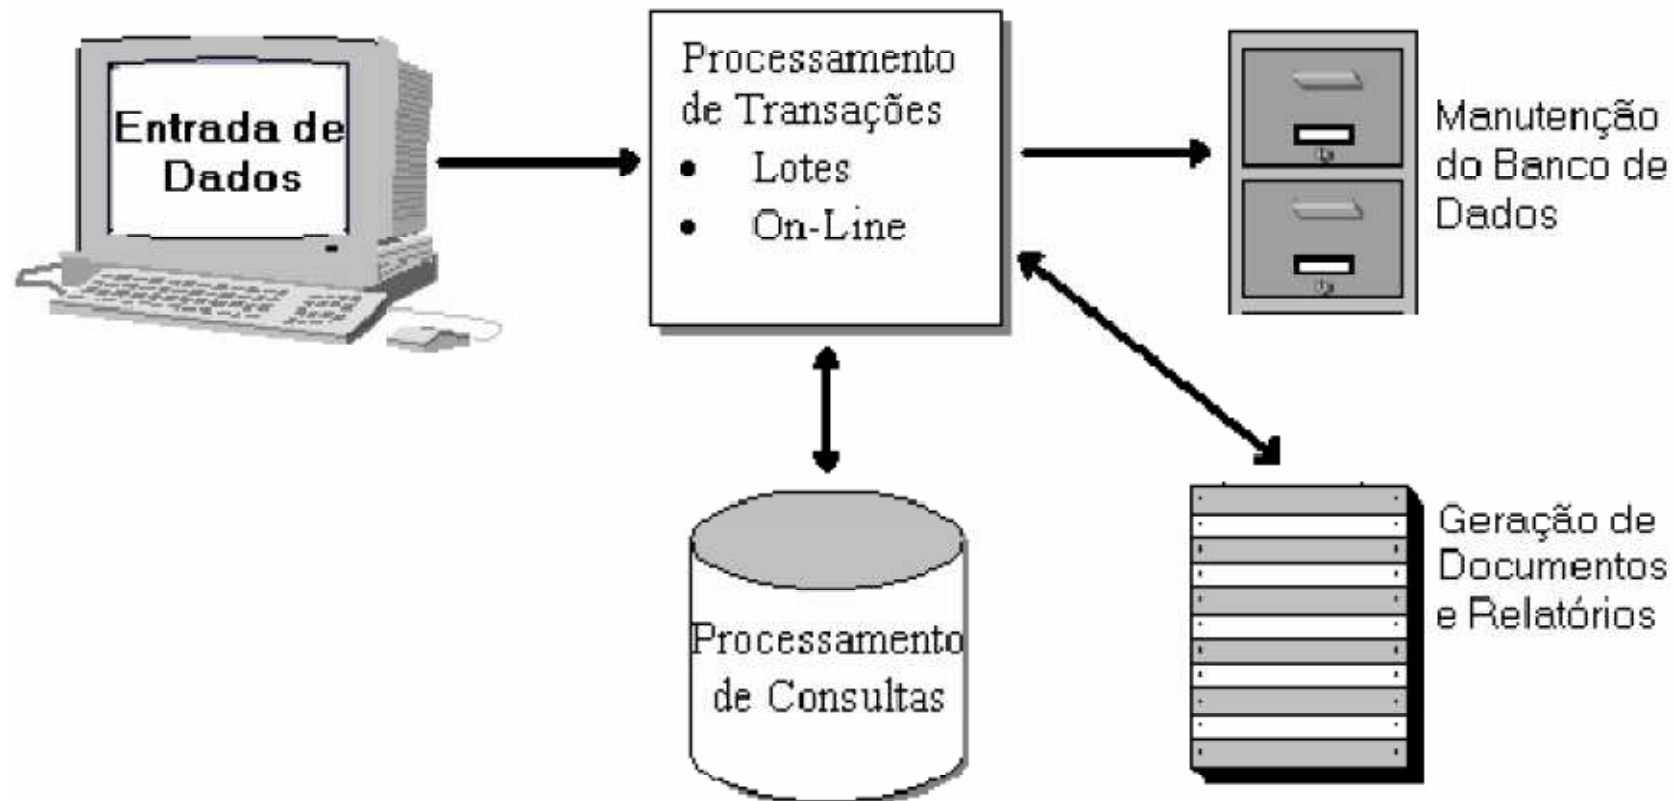 Entrada de
Dados
Processamento
de Transações
• Lotes
• On-Line
Manutenção
do Banco de
Dados
Processamento
de Consultas
Geração de
Documentos
e Relatórios